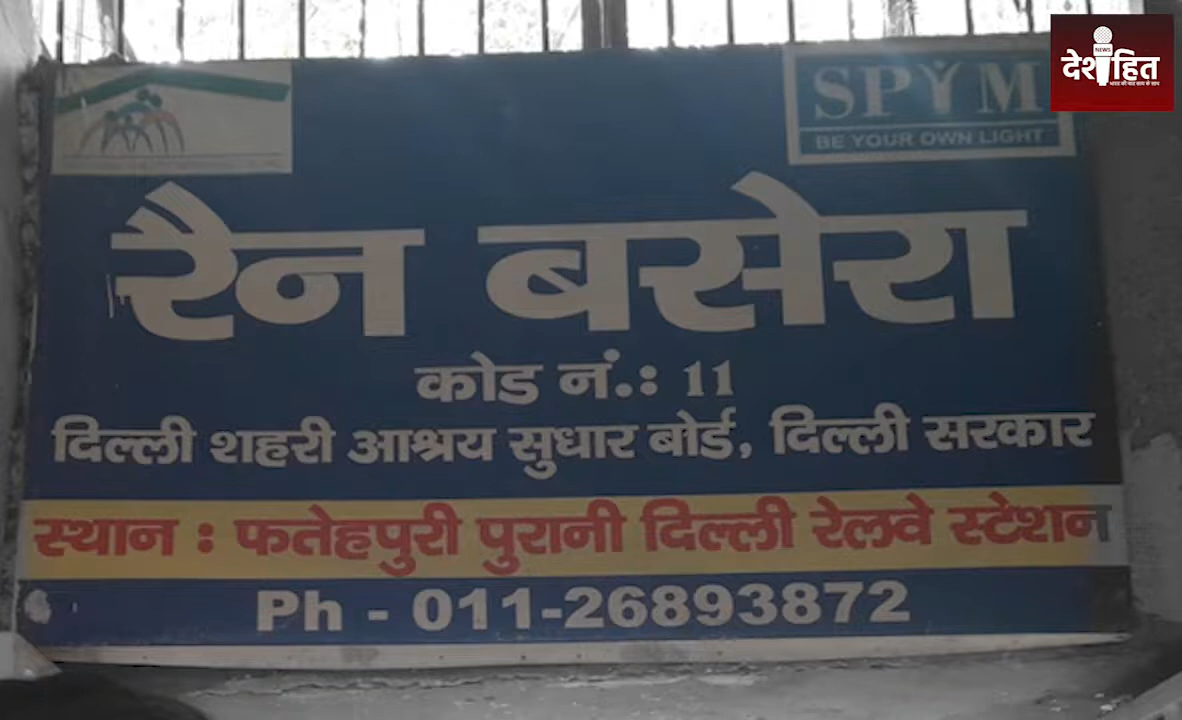 SPYM
BE YOUR OWN LIGHT
NEWS
देशहित
रैन बसेरा
कोड नं.: 11
दिल्ली शहरी आश्रय सुधार बोर्ड, दिल्ली सरकार
स्थान : फतेहपुरी पुरानी दिल्ली रेलवे स्टेशन
Ph - 011-26893872